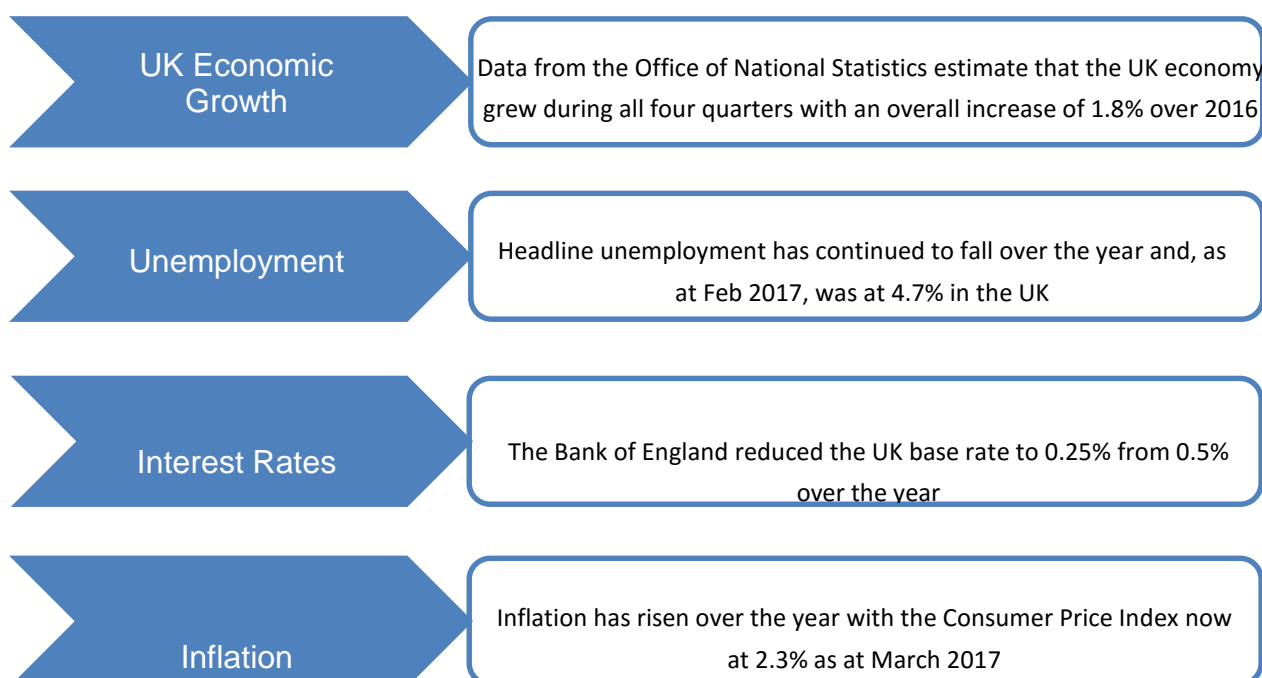 UK Economic
Growth
Data from the Office of National Statistics estimate that the UK economy
grew during all four quarters with an overall increase of 1.8% over 2016
Unemployment
Headline unemployment has continued to fall over the year and, as
at Feb 2017, was at 4.7% in the UK
Interest Rates
The Bank of England reduced the UK base rate to 0.25% from 0.5%
over the year
Inflation
Inflation has risen over the year with the Consumer Price Index now
at 2.3% as at March 2017